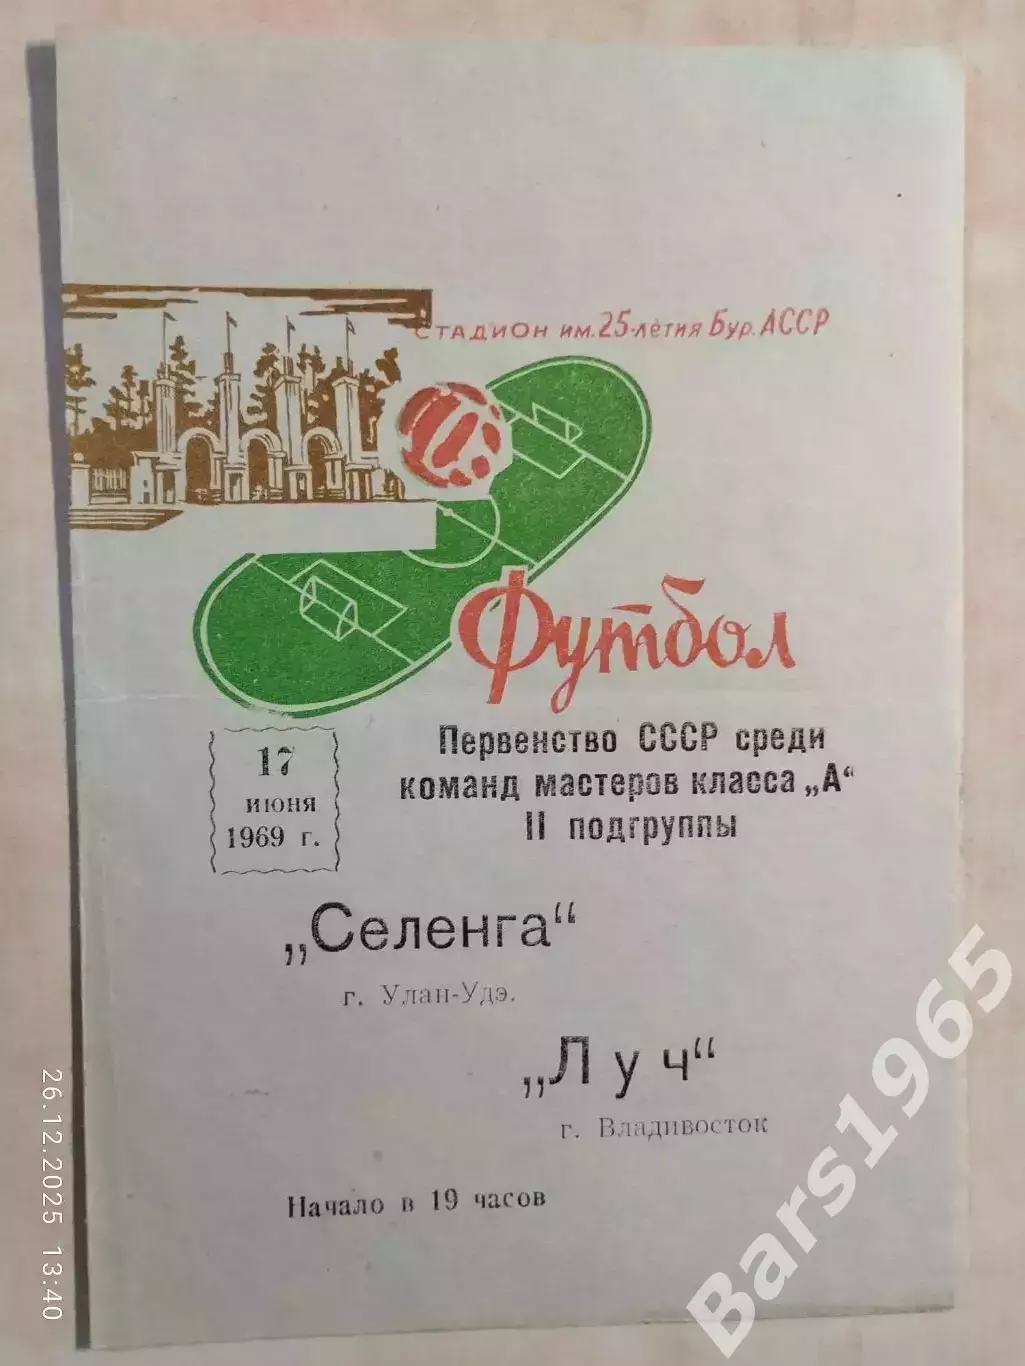 Стадион им. 25-летия Бур. АССР
Футбол
17
июня
1969 г.
Первенство СССР среди
команд мастеров класса „А“
II подгруппы
„Селенга“
г. Улан-Удэ.
„Луч“
г. Владивосток
Начало в 19 часов
26.12.2025 13:40
Bars1965